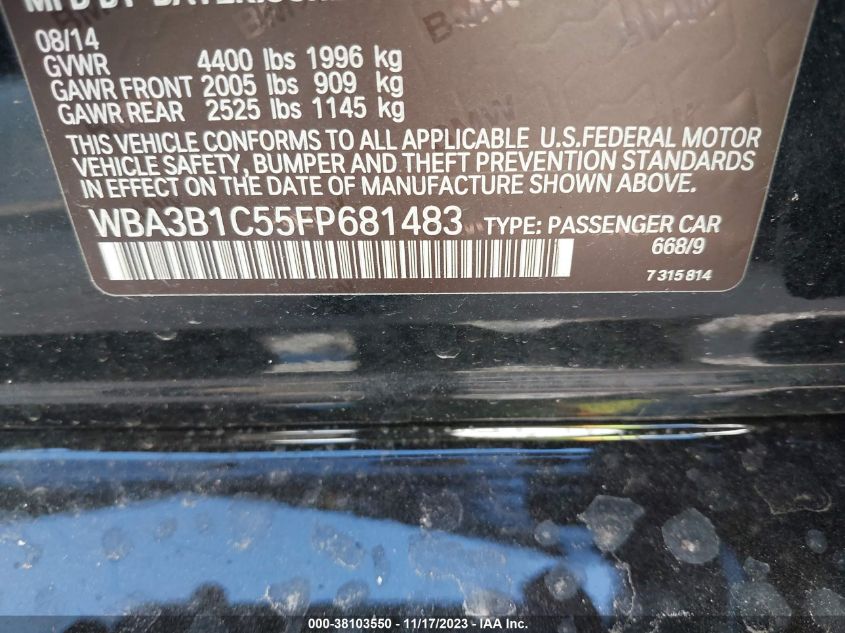 MFD BY
08/14
GVWR 4400 lbs 1996 kg
GAWR FRONT 2005 lbs 909 kg
GAWR REAR 2525 lbs 1145 kg
THIS VEHICLE CONFORMS TO ALL APPLICABLE U.S.FEDERAL MOTOR
VEHICLE SAFETY, BUMPER AND THEFT PREVENTION STANDARDS
IN EFFECT ON THE DATE OF MANUFACTURE SHOWN ABOVE.
WBA3B1C55FP681483 TYPE: PASSENGER CAR
668/9
7 315 814
000-38103550 - 11/17/2023 - IAA Inc.